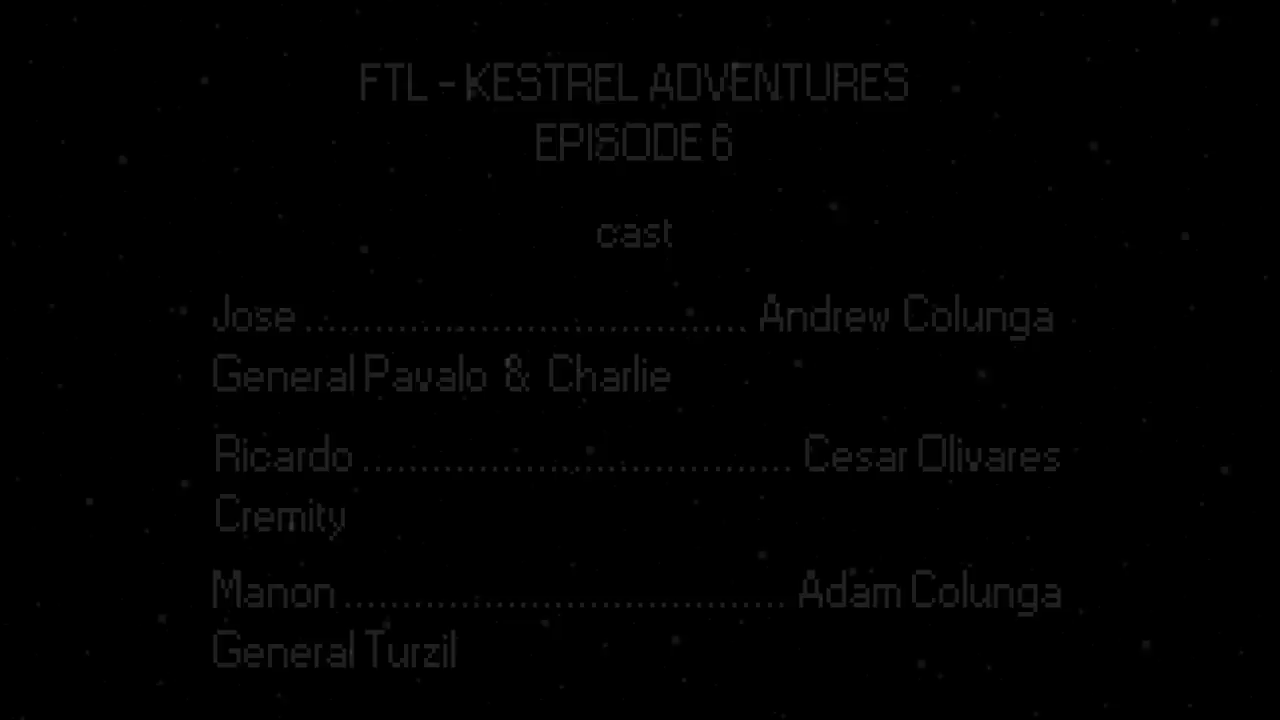 FTL - KESTREL ADVENTURES
EPISODE 6
cast
Jose ...................................... Andrew Colunga
General Pavalo & Charlie
Ricardo ..................................... Cesar Olivares
Cremity
Manon ...................................... Adam Colunga
General Turzil